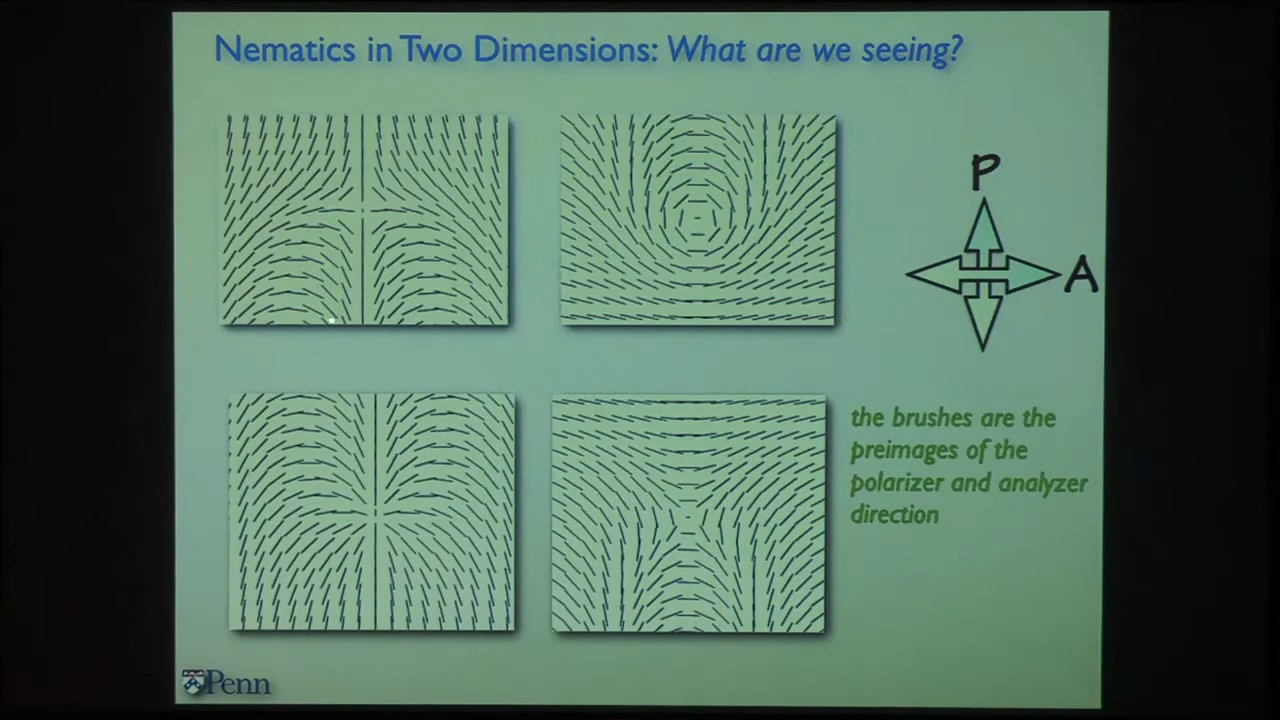 Nematics in Two Dimensions: What are we seeing?
P
A
the brushes are the
preimages of the
polarizer and analyzer
direction
Penn